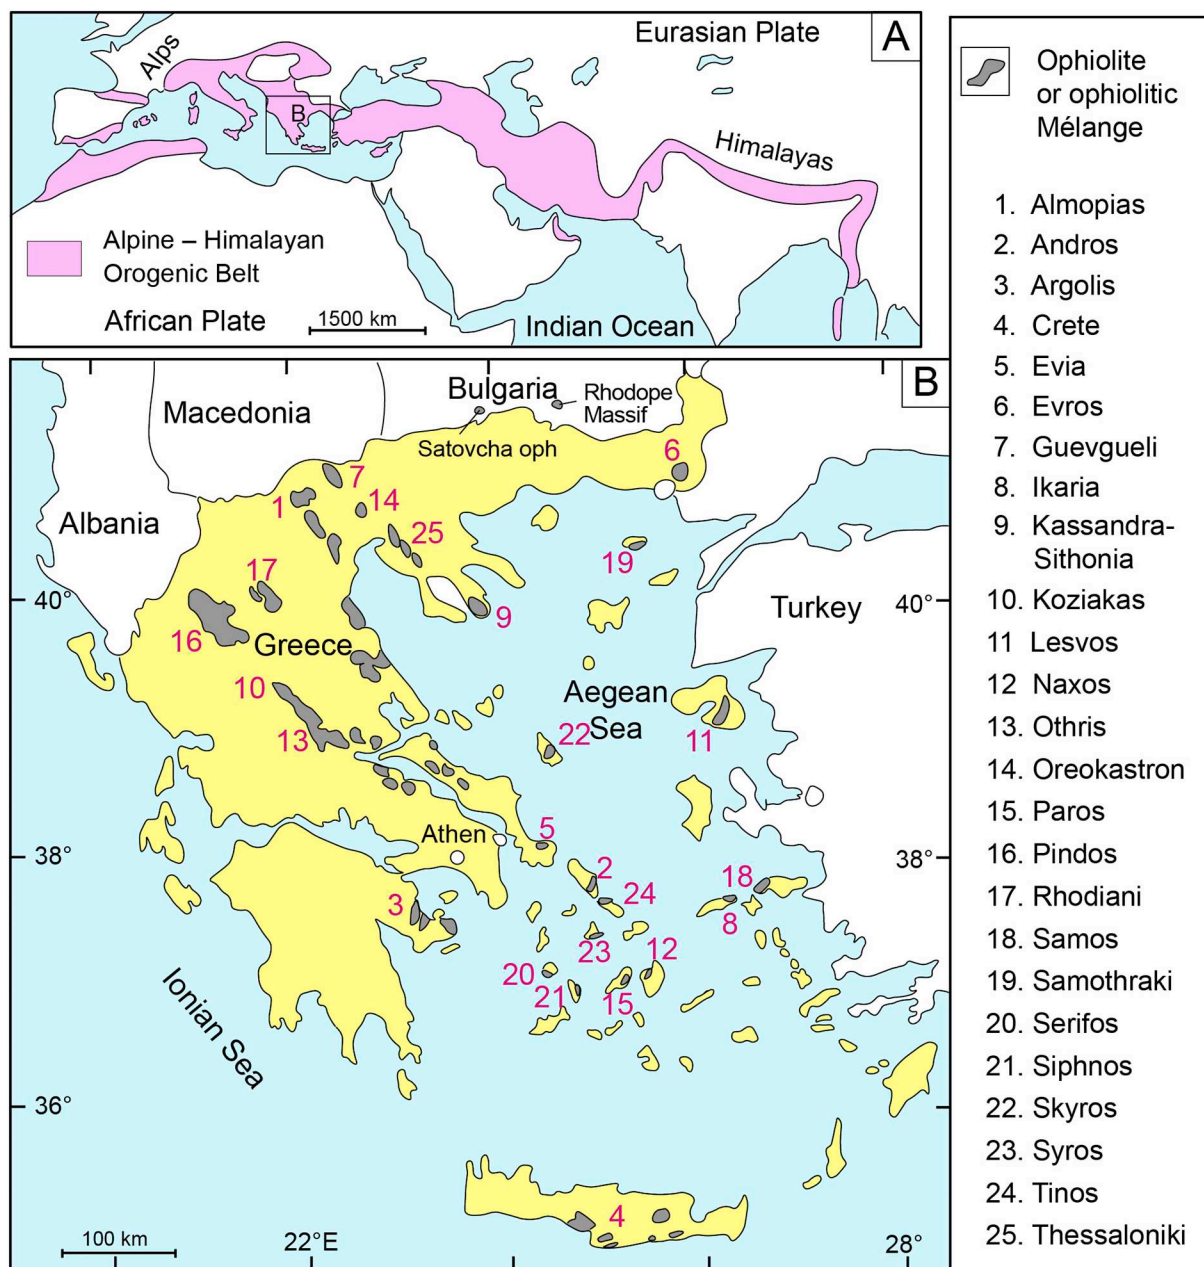 Eurasian Plate
A
Alps
B
Himalayas
Alpine – Himalayan
Orogenic Belt
African Plate
1500 km
Indian Ocean
B
Bulgaria
Rhodope
Massif
Macedonia
Satovcha oph
6
7
1
14
Albania
25
19
17
40°
40°
9
Turkey
16
Greece
10
Aegean
Sea
22
11
13
5
Athen
38°
38°
2
18
24
3
8
23
12
20
21
15
Ionian Sea
36°
4
100 km
22°E
28°
Ophiolite
or ophiolitic
Mélange
1. Almopias
2. Andros
3. Argolis
4. Crete
5. Evia
6. Evros
7. Guevgueli
8. Ikaria
9. Kassandra-
Sithonia
10. Koziakas
11 Lesvos
12 Naxos
13. Othris
14. Oreokastron
15. Paros
16. Pindos
17. Rhodiani
18. Samos
19. Samothraki
20. Serifos
21. Siphnos
22. Skyros
23. Syros
24. Tinos
25. Thessaloniki